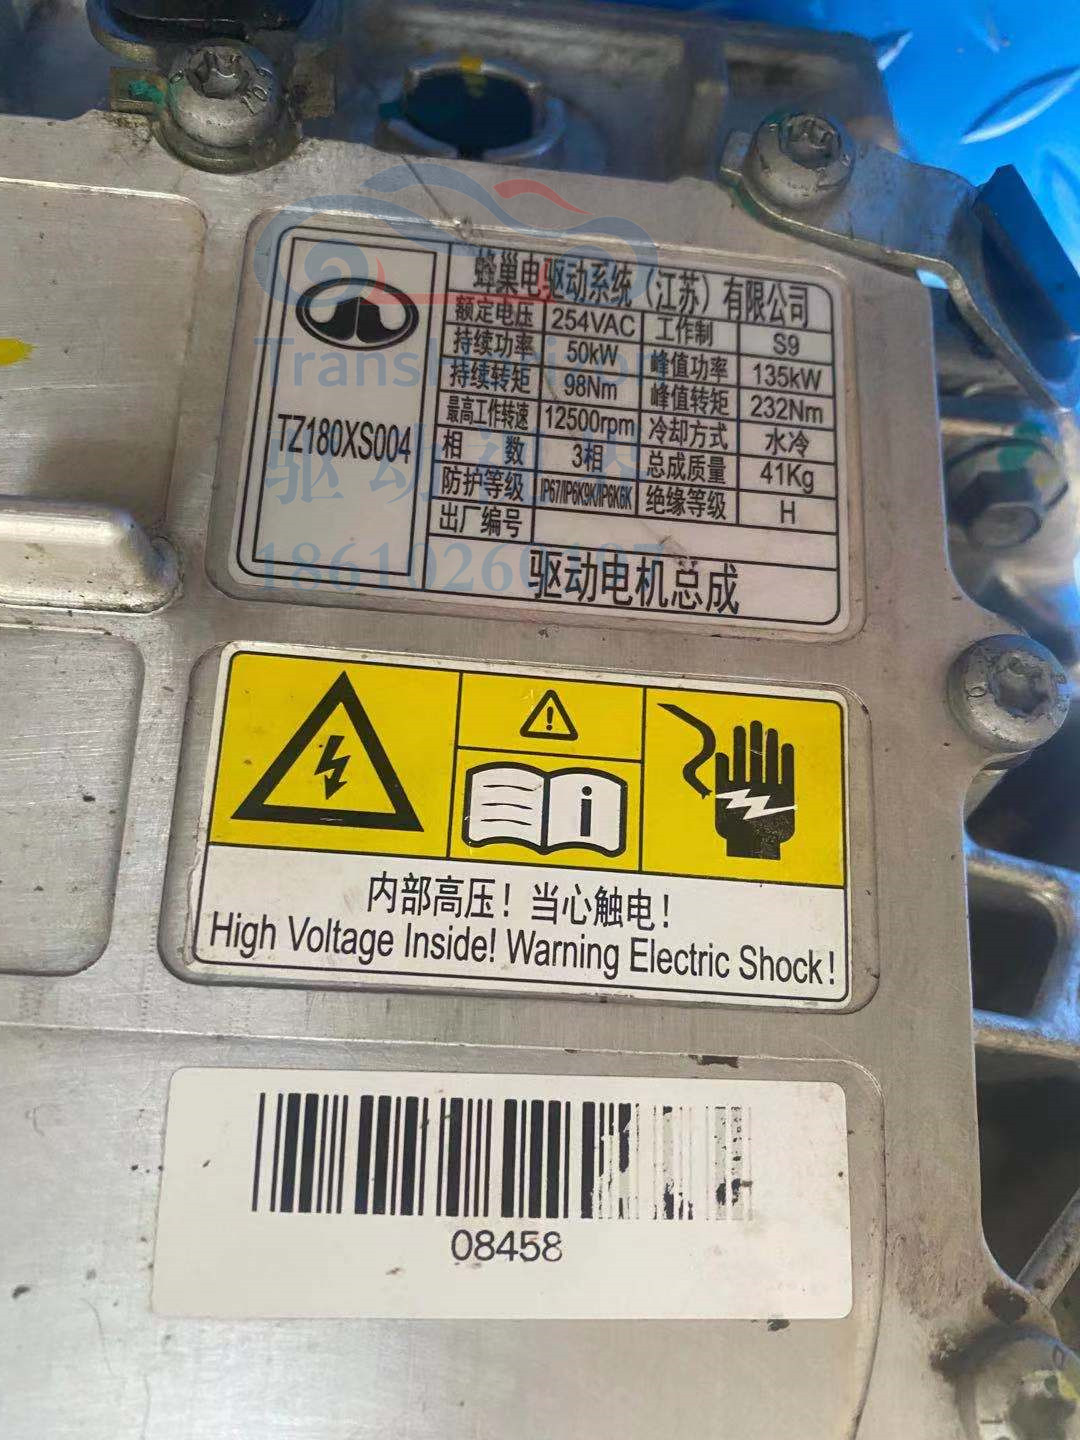 蜂巢电驱动系统（江苏）有限公司
额定电压 254VAC 工作制 S9
持续功率 50kW 峰值功率 135kW
持续转矩 98Nm 峰值转矩 232Nm
TZ180XS004
最高工作转速 12500rpm 冷却方式 水冷
相 数 3相 总成质量 41Kg
防护等级 IP67/IP6K9K/IP6K6K 绝缘等级 H
出厂编号
驱动电机总成
内部高压！当心触电！
High Voltage Inside! Warning Electric Shock!
08458